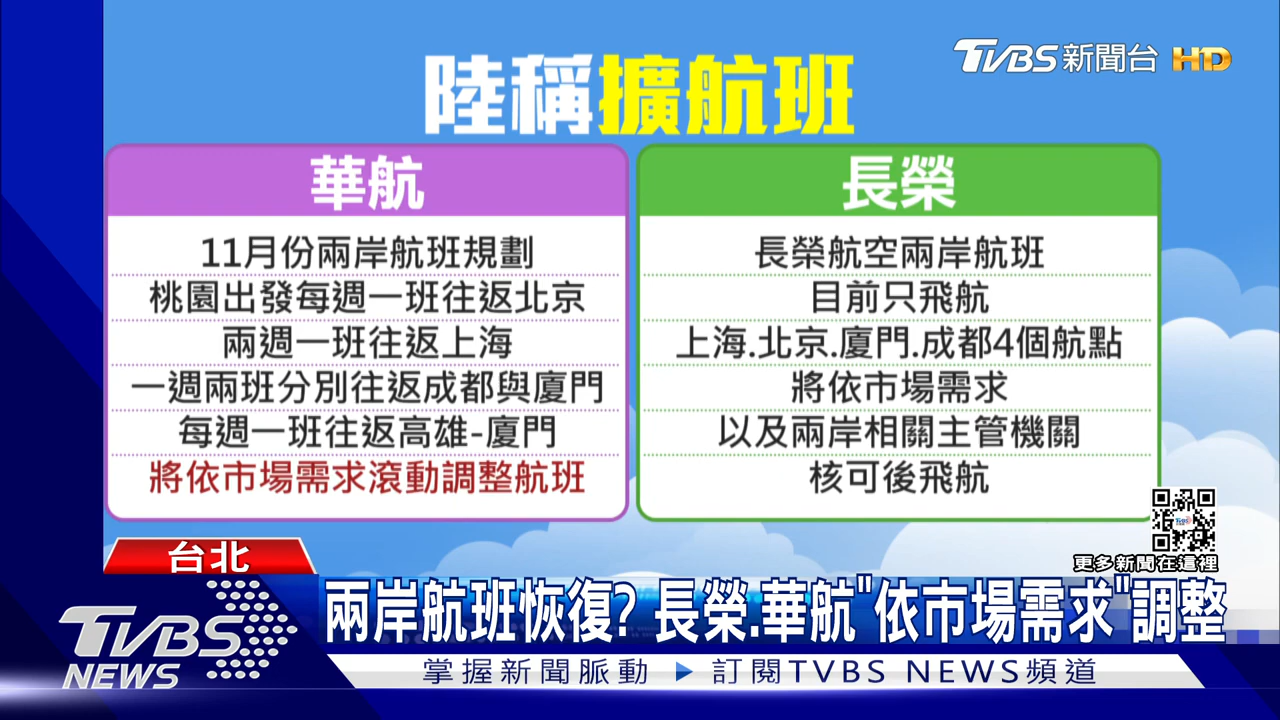 TVBS新聞台 HD
陸稱擴航班
華航
11月份兩岸航班規劃
桃園出發每週一班往返北京
兩週一班往返上海
一週兩班分別往返成都與廈門
每週一班往返高雄-廈門
將依市場需求滾動調整航班
長榮
長榮航空兩岸航班
目前只飛航
上海.北京.廈門.成都4個航點
將依市場需求
以及兩岸相關主管機關
核可後飛航
TVBS
更多新聞在這裡
台北
兩岸航班恢復? 長榮.華航"依市場需求"調整
TVBS
NEWS
掌握新聞脈動 ▶ 訂閱TVBS NEWS頻道